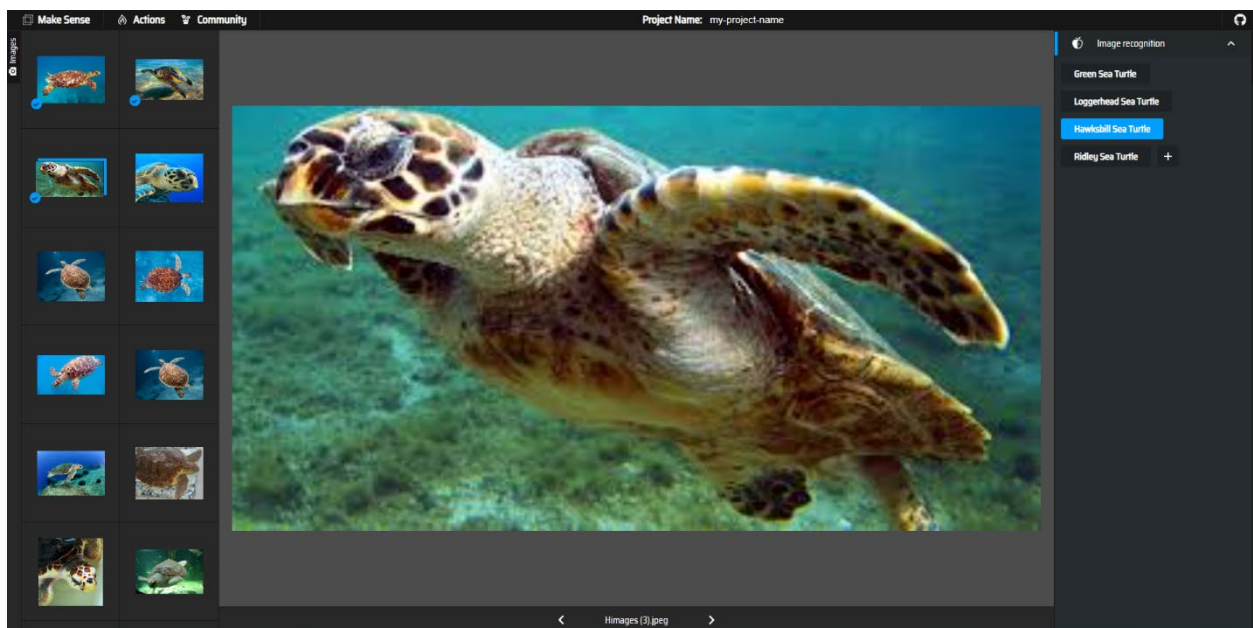 Make Sense Actions Community Project Name: my-project-name
Images
Image recognition
Green Sea Turtle
Loggerhead Sea Turtle
Hawksbill Sea Turtle
Ridley Sea Turtle +
< Himages (3).jpeg >